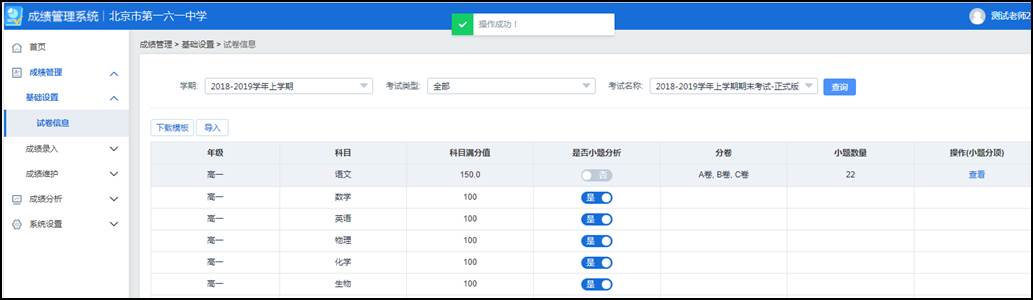 成绩管理系统 | 北京市第一六一中学
操作成功！
测试老师2
首页
成绩管理
基础设置
试卷信息
成绩录入
成绩维护
成绩分析
系统设置
成绩管理 > 基础设置 > 试卷信息
学期: 2018-2019学年上学期 考试类型: 全部 考试名称: 2018-2019学年上学期期末考试-正式版 查询
下载模板 导入
年级 科目 科目满分值 是否小题分析 分卷 小题数量 操作(小题分项)
高一 语文 150.0 否 A卷, B卷, C卷 22 查看
高一 数学 100 是
高一 英语 100 是
高一 物理 100 是
高一 化学 100 是
高一 生物 100 是